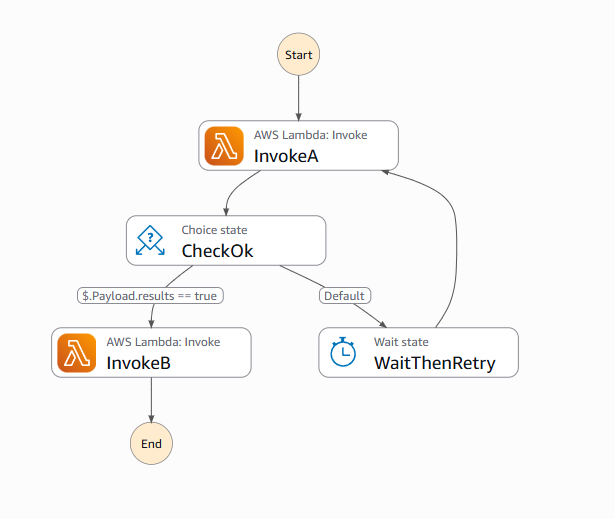 Start
AWS Lambda: Invoke
InvokeA
Choice state
CheckOk
$.Payload.results == true
Default
AWS Lambda: Invoke
InvokeB
Wait state
WaitThenRetry
End